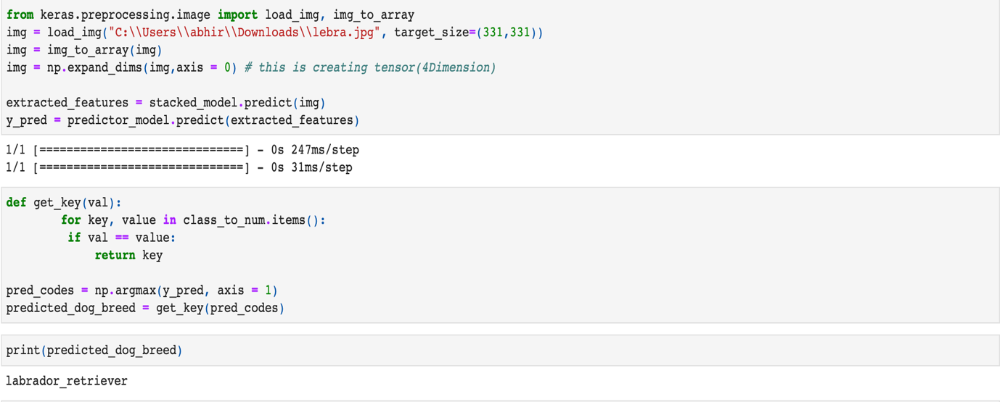 from keras.preprocessing.image import load_img, img_to_array
img = load_img("C:\\Users\\abhir\\Downloads\\lebra.jpg", target_size=(331,331))
img = img_to_array(img)
img = np.expand_dims(img,axis = 0) # this is creating tensor(4Dimension)
extracted_features = stacked_model.predict(img)
y_pred = predictor_model.predict(extracted_features)
1/1 [==============================] - 0s 247ms/step
1/1 [==============================] - 0s 31ms/step
def get_key(val):
        for key, value in class_to_num.items():
         if val == value:
             return key
pred_codes = np.argmax(y_pred, axis = 1)
predicted_dog_breed = get_key(pred_codes)
print(predicted_dog_breed)
labrador_retriever